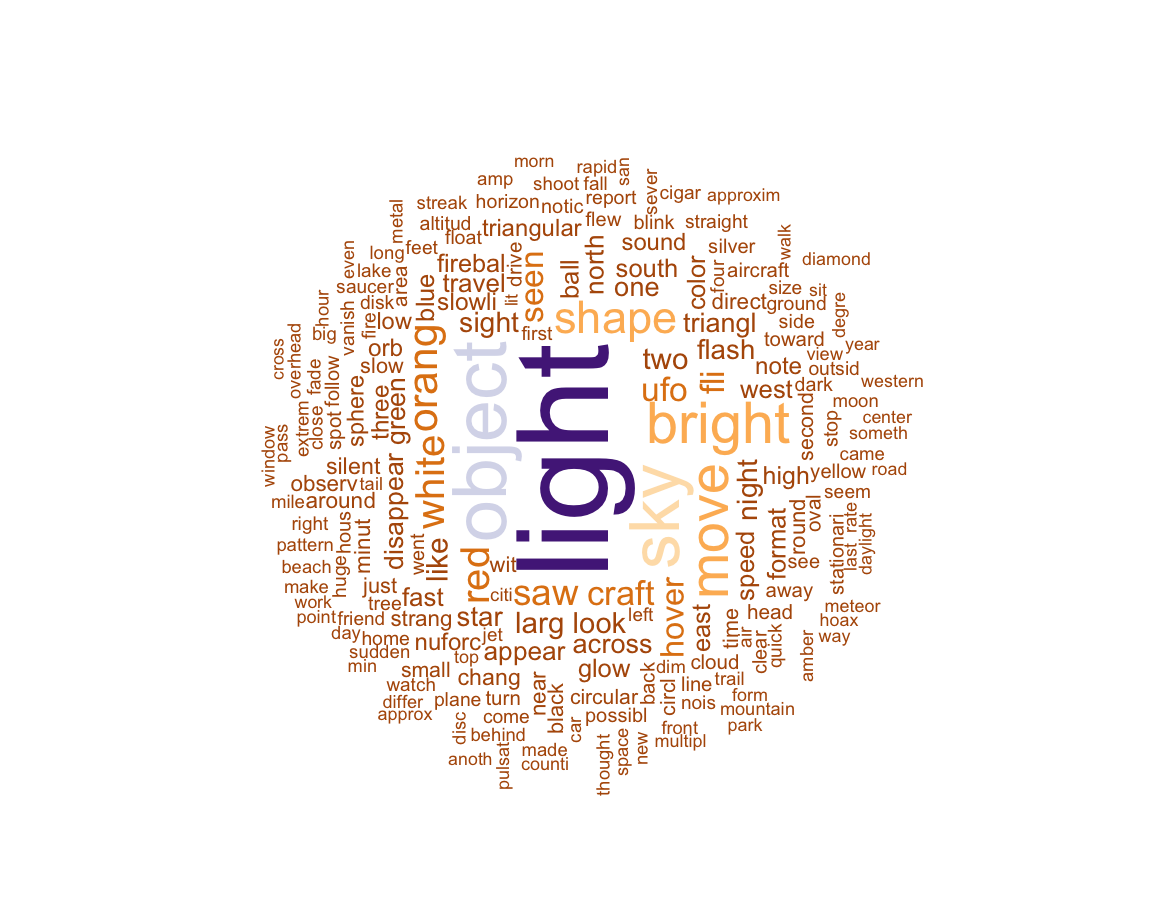 morn
rapid
san
amp
shoot
fall
sever
cigar
approxim
streak
horizon
notic
report
metal
altitud
triangular
flew
blink
straight
float
walk
even
long
feet
firebal
drive
seen
ball
north
sound
color
silver
diamond
lake
area
travel
south
four
aircraft
saucer
blue
slowli
lit
one
size
sit
hour
disk
direct
ground
degre
vanish
fire
low
sight
first
shape
triangl
side
big
toward
year
cross
overhead
orb
orang
object
light
two
flash
note
view
outsid
fade
slow
ufo
fli
west
dark
western
follow
sphere
three
green
white
bright
second
stop
moon
center
someth
extrem
close
spot
window
pass
silent
sky
move
came
observ
tail
disappear
night
high
yellow
road
mile
around
seem
right
hous
minut
went
like
red
wit
speed
format
round
oval
stationari
last
rate
daylight
pattern
beach
huge
see
make
just
citi
saw
craft
hover
away
work
tree
fast
meteor
point
friend
strang
star
larg
look
left
east
time
head
hoax
day
home
nuforc
jet
across
air
clear
quick
way
sudden
min
top
appear
glow
dim
cloud
amber
small
chang
near
back
circl
line
trail
watch
differ
plane
turn
black
circular
nois
form
mountain
approx
disc
come
car
possibl
front
park
behind
new
multipl
anoth
pulsat
made
counti
thought
space